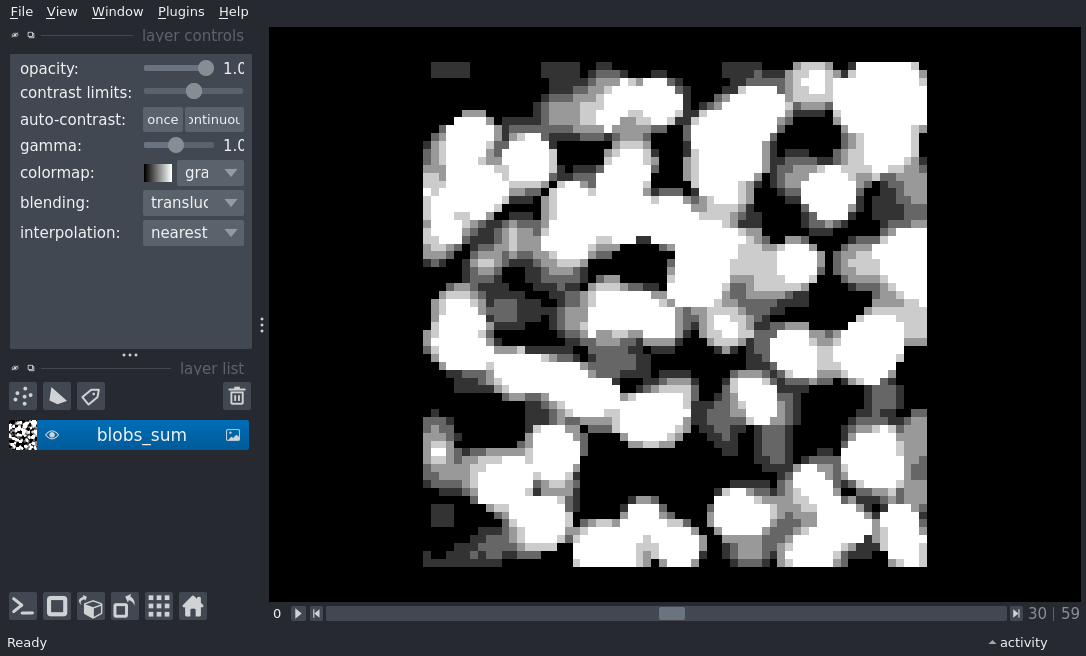 File View Window Plugins Help
layer controls
opacity: 1.0
contrast limits:
auto-contrast: once ontinuou
gamma: 1.0
colormap: gra
blending: transluc
interpolation: nearest
layer list
blobs_sum
0 30 59
Ready activity